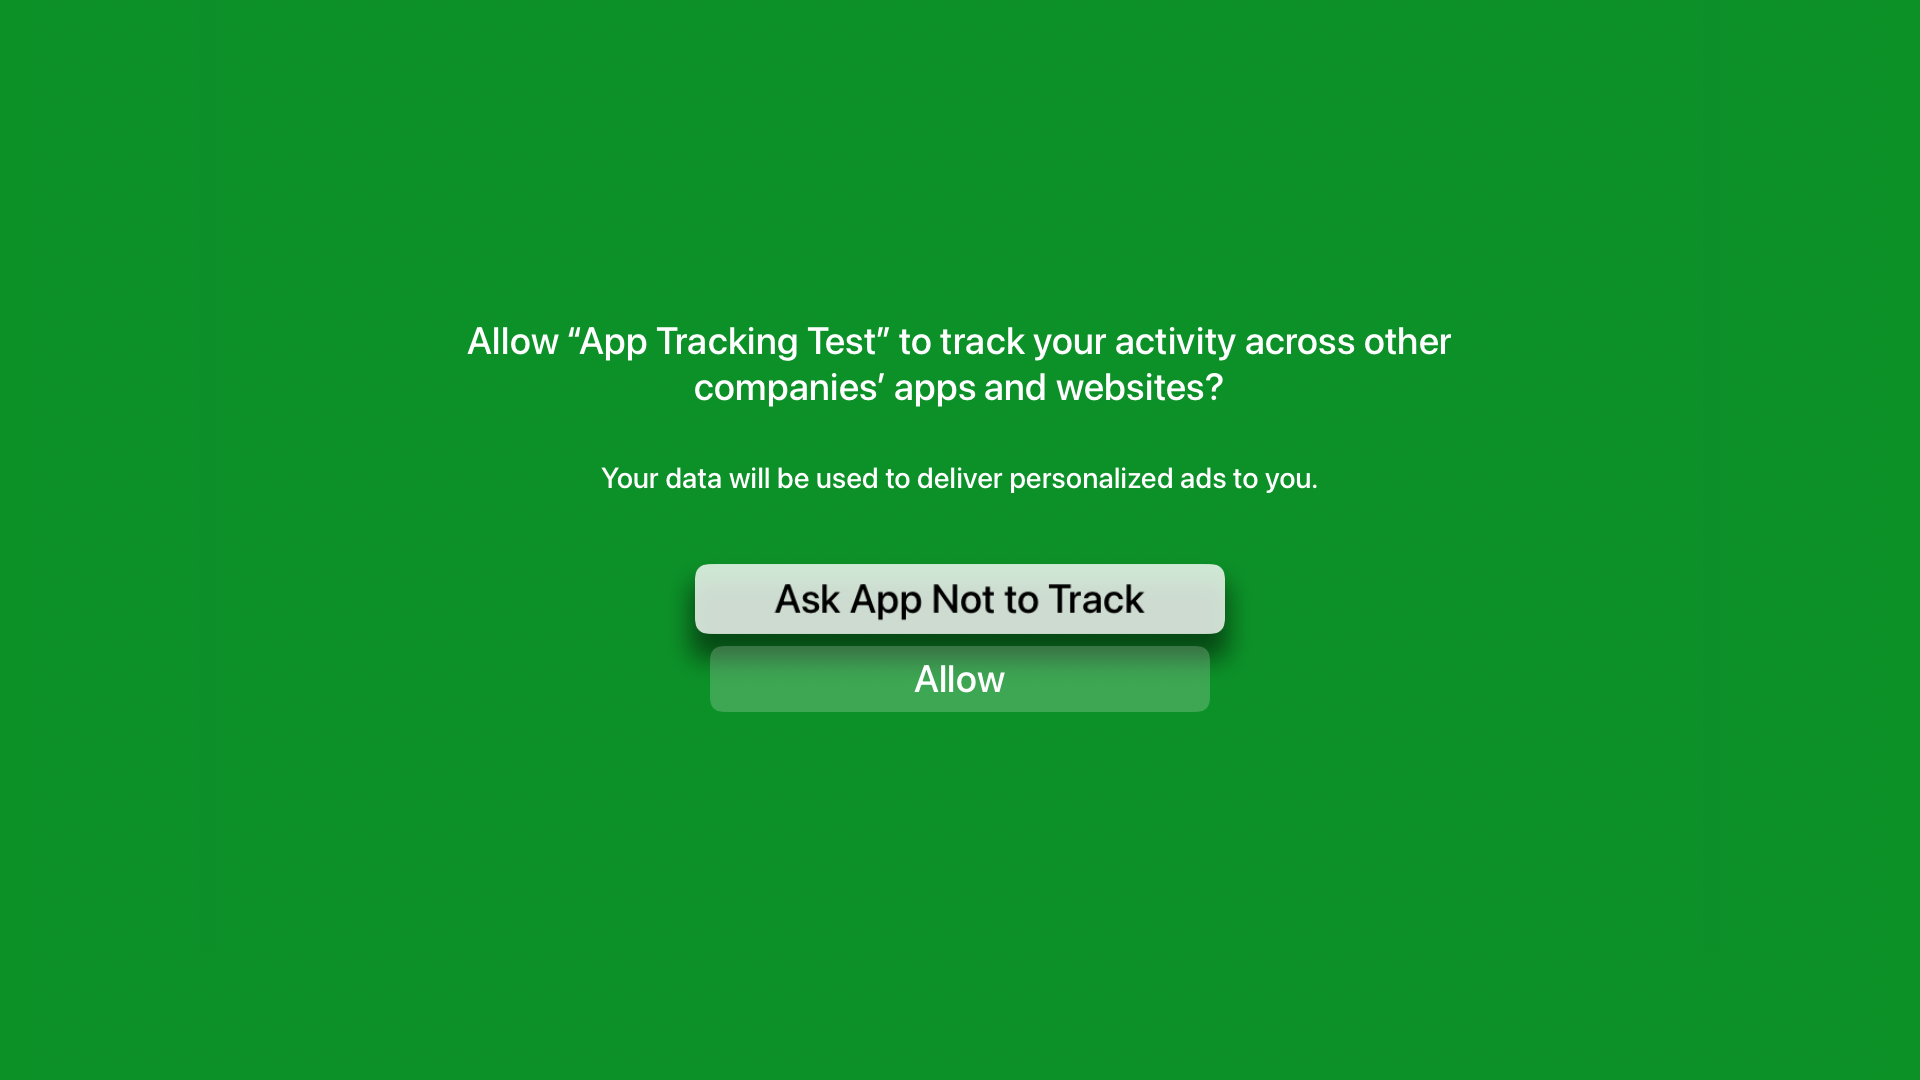 Allow “App Tracking Test” to track your activity across other
companies’ apps and websites?
Your data will be used to deliver personalized ads to you.
Ask App Not to Track
Allow